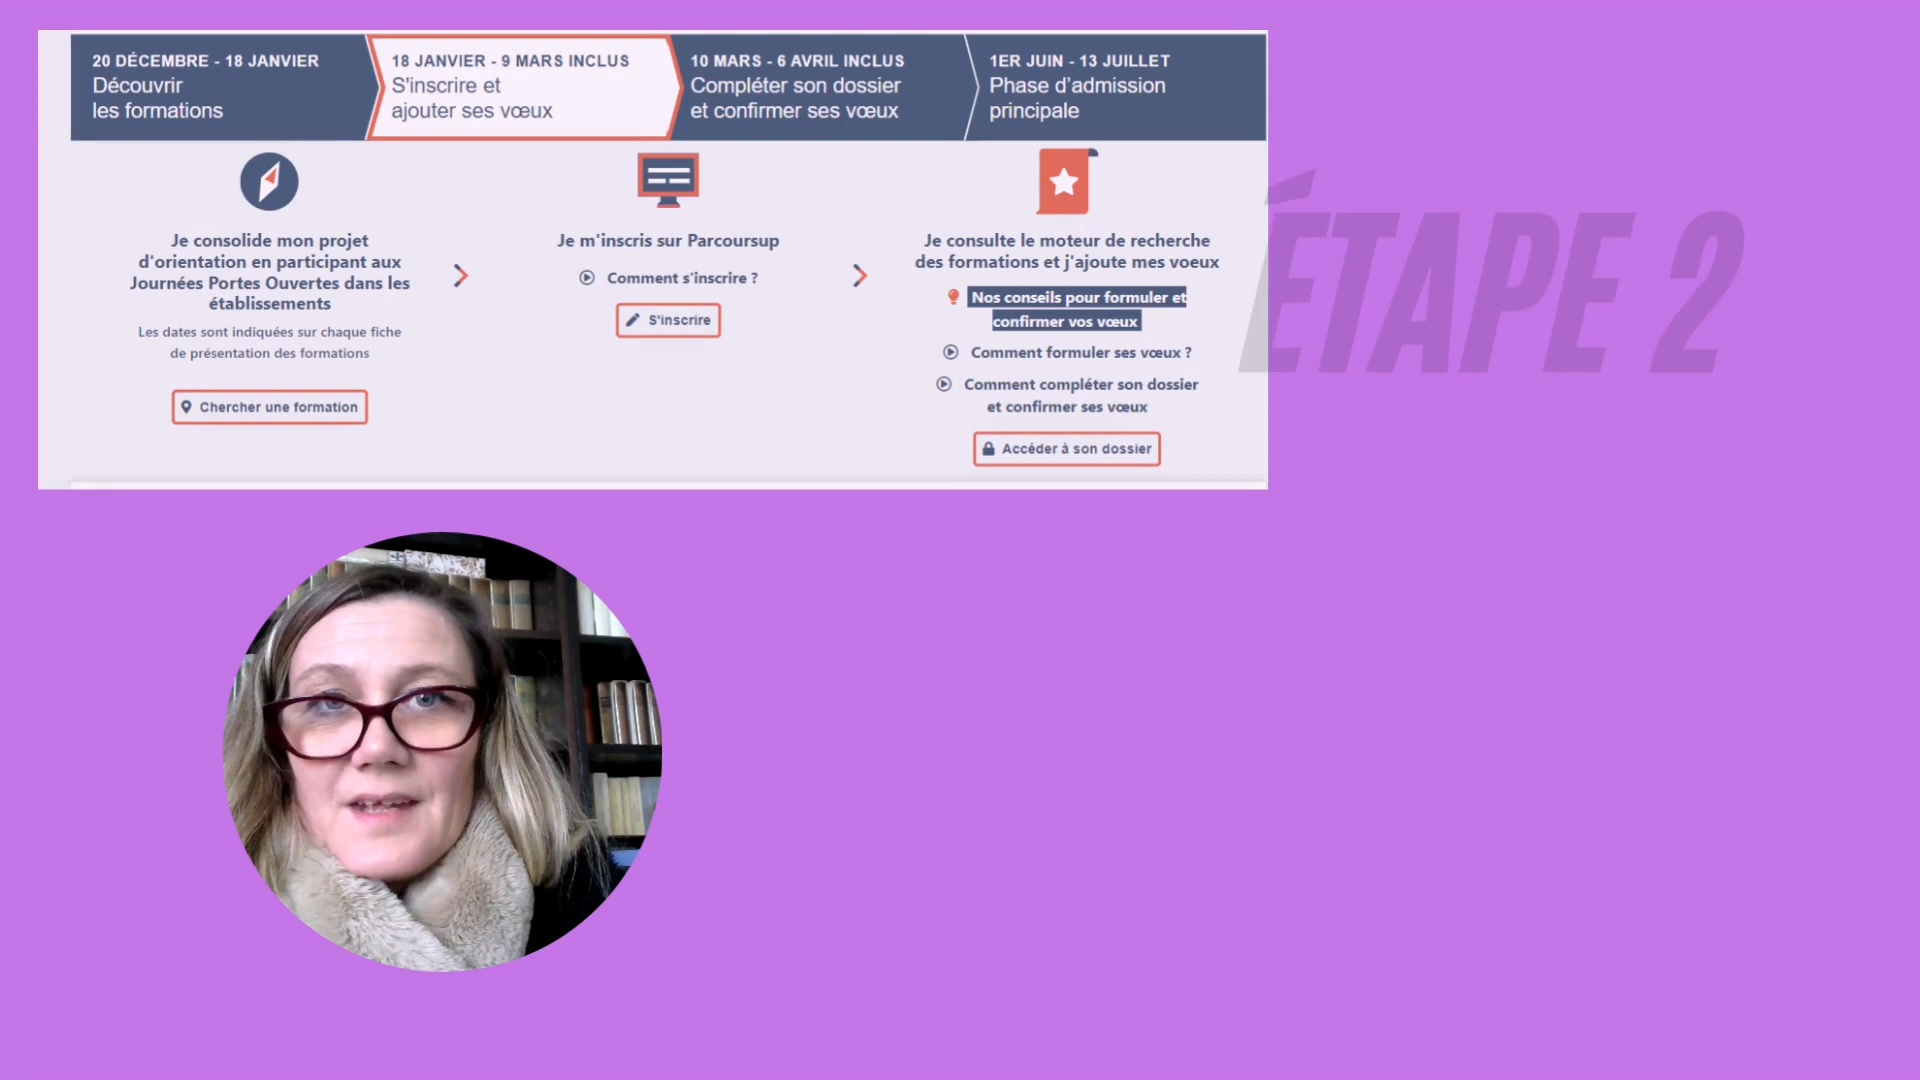 20 DÉCEMBRE - 18 JANVIER
Découvrir
les formations
18 JANVIER - 9 MARS INCLUS
S'inscrire et
ajouter ses vœux
10 MARS - 6 AVRIL INCLUS
Compléter son dossier
et confirmer ses vœux
1ER JUIN - 13 JUILLET
Phase d'admission
principale
Je consolide mon projet
d'orientation en participant aux
Journées Portes Ouvertes dans les
établissements
Les dates sont indiquées sur chaque fiche
de présentation des formations
Chercher une formation
Je m'inscris sur Parcoursup
Comment s'inscrire ?
S'inscrire
Je consulte le moteur de recherche
des formations et j'ajoute mes voeux
Nos conseils pour formuler et
confirmer vos vœux
Comment formuler ses vœux ?
Comment compléter son dossier
et confirmer ses vœux
Accéder à son dossier
ÉTAPE 2